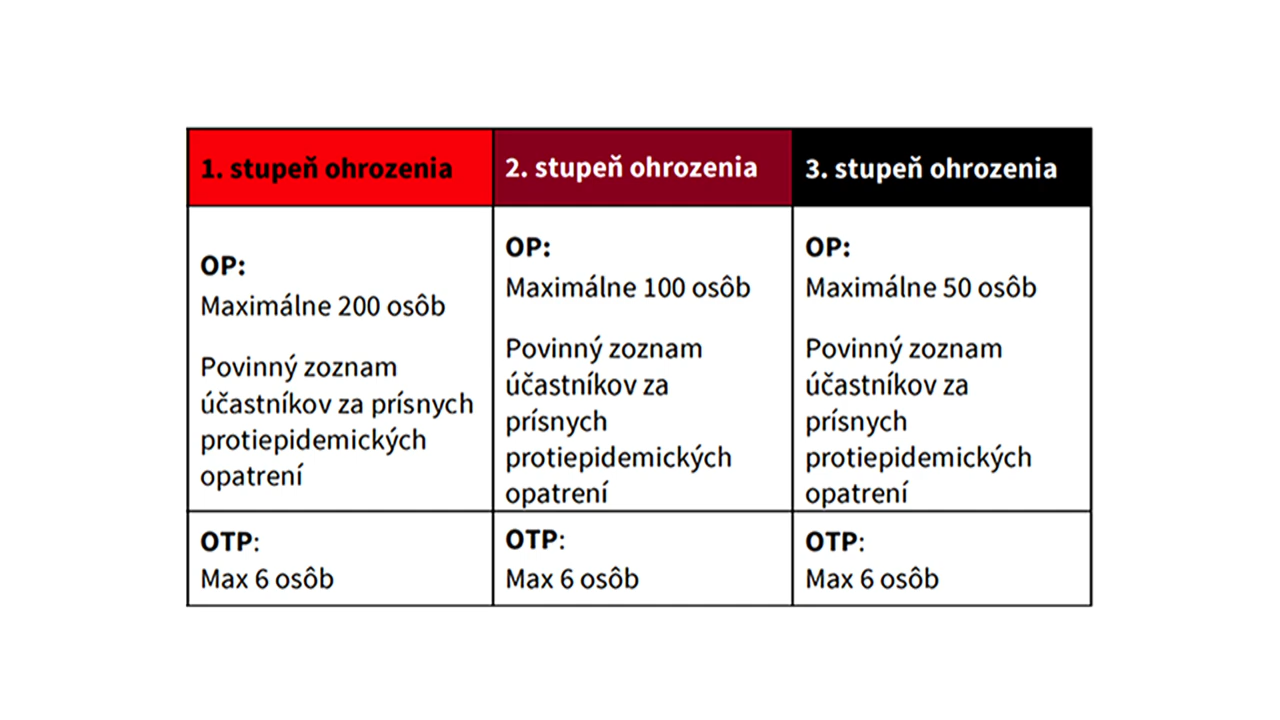 1. stupeň ohrozenia
2. stupeň ohrozenia
3. stupeň ohrozenia
OP:
Maximálne 200 osôb
Povinný zoznam
účastníkov za prísnych
protiepidemických
opatrení
OP:
Maximálne 100 osôb
Povinný zoznam
účastníkov za
prísnych
protiepidemických
opatrení
OP:
Maximálne 50 osôb
Povinný zoznam
účastníkov za
prísnych
protiepidemických
opatrení
OTP:
Max 6 osôb
OTP:
Max 6 osôb
OTP:
Max 6 osôb